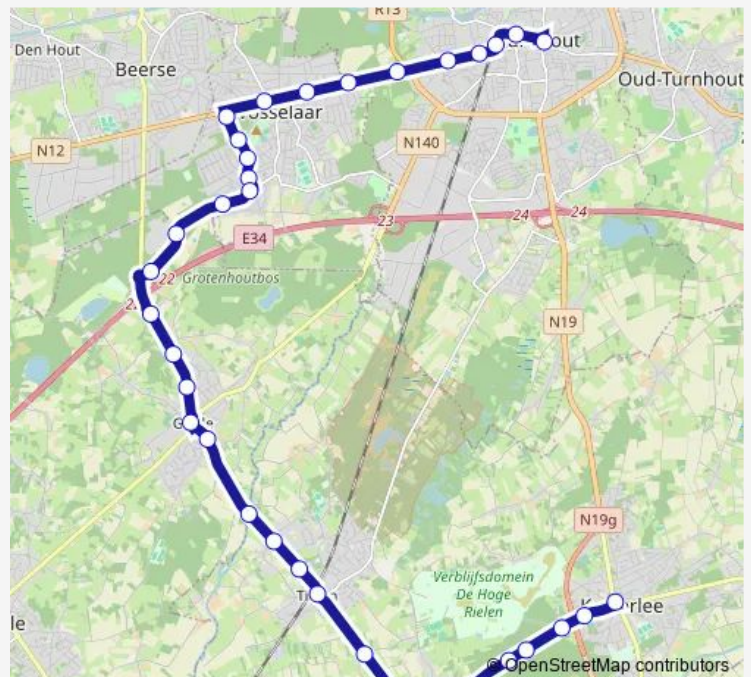 R13
Den Hout
Beerse
Oud-Turnhout
N12
N140
23
24
24
E34
22
Grotenhoutbos
N19
N19g
Verblijfsdomein
De Hoge
Rielen
© OpenStreetMap contributors